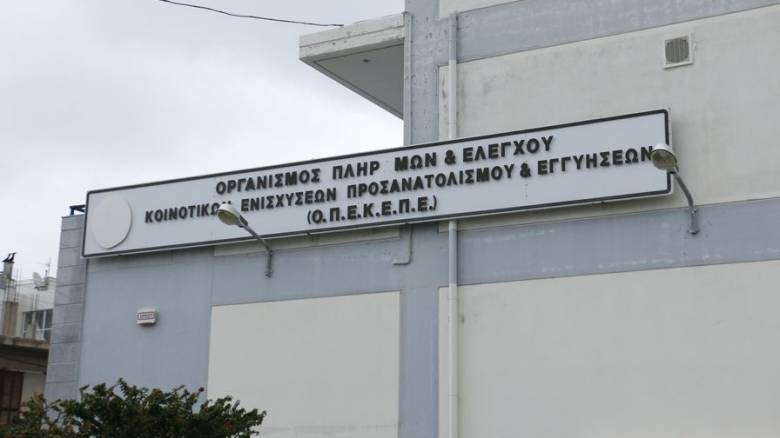 ΟΡΓΑΝΙΣΜΟΣ ΠΛΗΡ ΜΩΝ & ΕΛΕΓΧΟΥ
ΚΟΙΝΟΤΙΚΩΝ ΕΝΙΣΧΥΣΕΩΝ ΠΡΟΣΑΝΑΤΟΛΙΣΜΟΥ & ΕΓΓΥΗΣΕΩΝ
(Ο.Π.Ε.Κ.Ε.Π.Ε.)